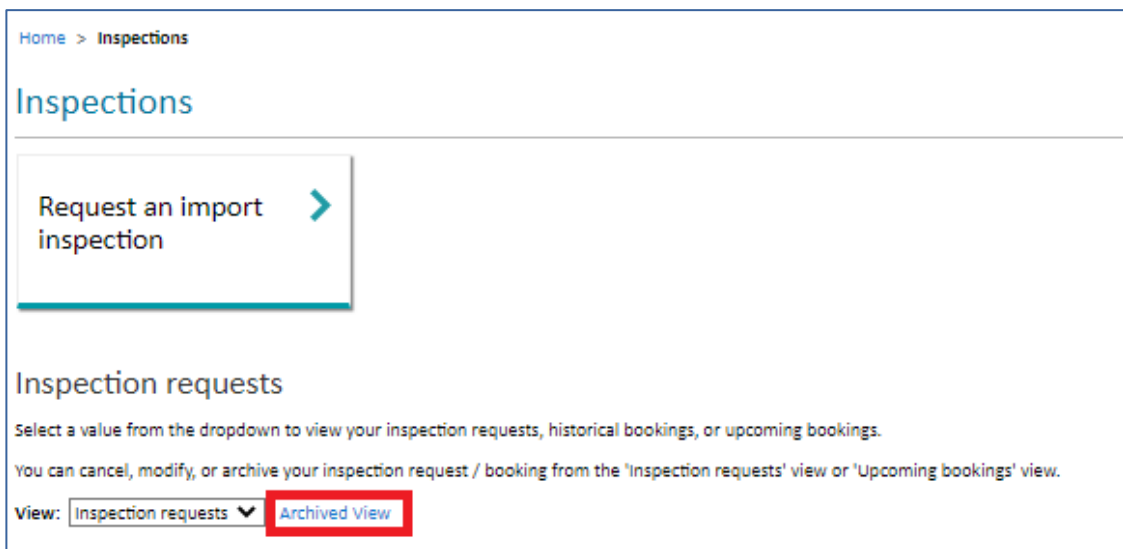 Home > Inspections
Inspections
Request an import
inspection
Inspection requests
Select a value from the dropdown to view your inspection requests, historical bookings, or upcoming bookings.
You can cancel, modify, or archive your inspection request / booking from the 'Inspection requests' view or 'Upcoming bookings' view.
View: Inspection requests Archived View